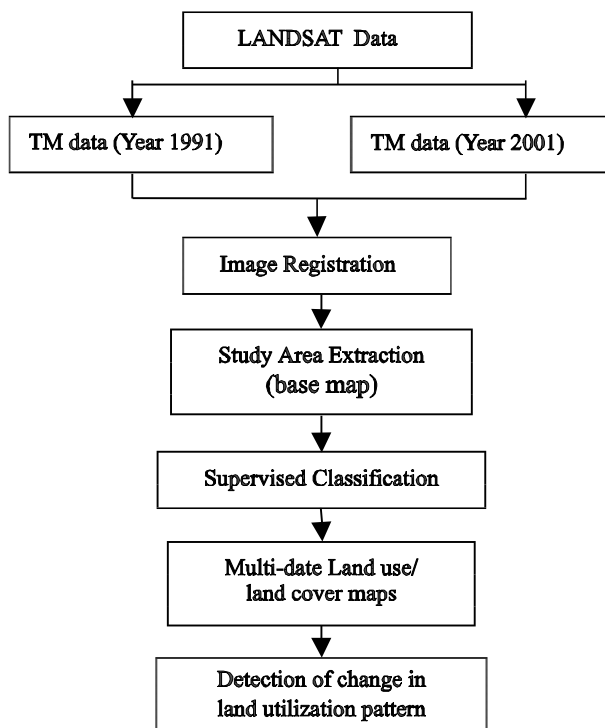 LANDSAT Data
TM data (Year 1991)
TM data (Year 2001)
Image Registration
Study Area Extraction
(base map)
Supervised Classification
Multi-date Land use/
land cover maps
Detection of change in
land utilization pattern